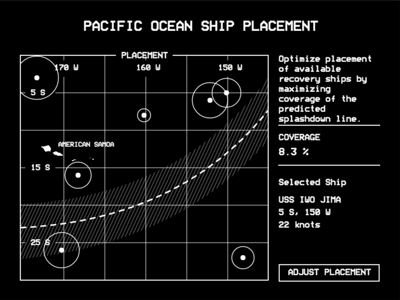 PACIFIC OCEAN SHIP PLACEMENT
PLACEMENT
170 W
160 W
150 W
5 S
AMERICAN SAMOA
15 S
25 S
Optimize placement
of available
recovery ships by
maximizing
coverage of the
predicted
splashdown line.
COVERAGE
8.3 %
Selected Ship
USS IWO JIMA
5 S, 150 W
22 knots
ADJUST PLACEMENT